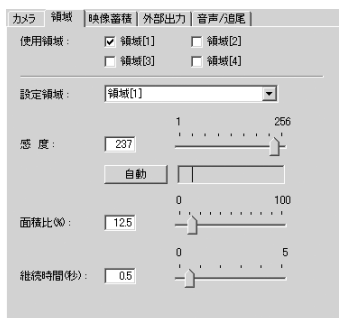 カメラ 領域 映像蓄積 外部出力 音声/追尾
使用領域： 領域[1] 領域[2]
領域[3] 領域[4]
設定領域： 領域[1]
1 256
感 度： 237
自動
0 100
面積比(%)： 12.5
0 5
継続時間(秒)： 0.5